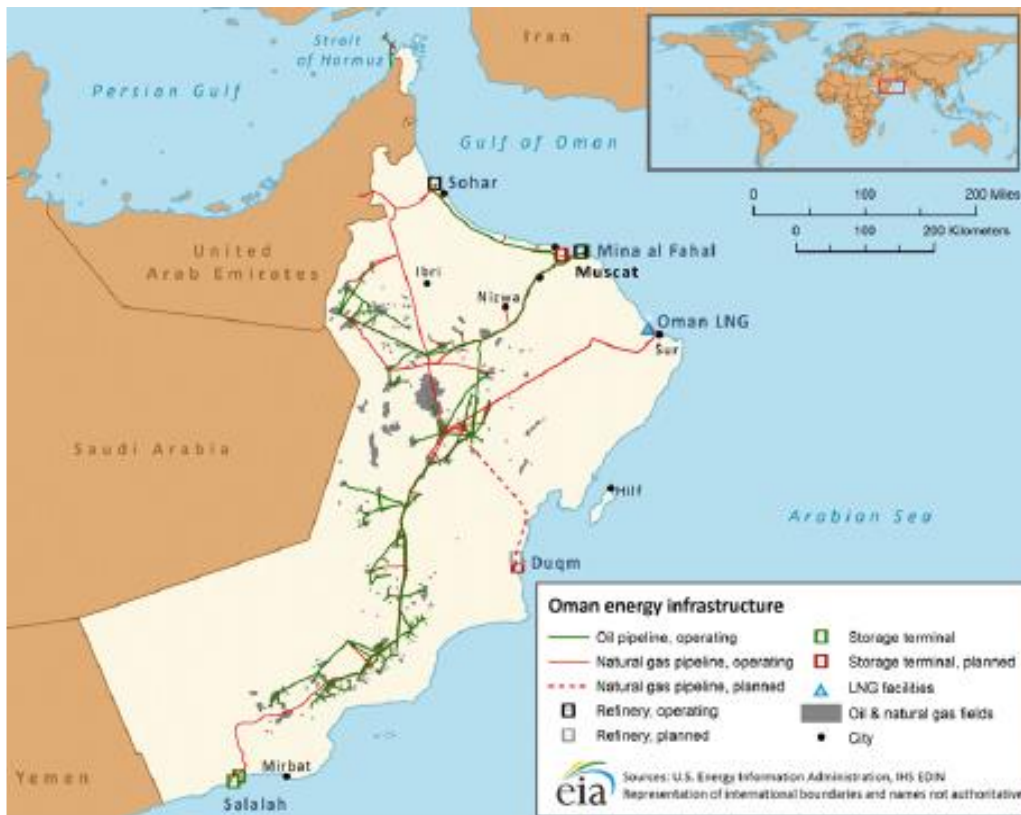 Strait
of Hormuz
Iran
Persian Gulf
Gulf of Oman
Sohar
0 100 200 Miles
0 100 200 Kilometers
United
Arab Emirates
Mina al Fahal
Muscat
Ibri
Nizwa
Oman LNG
Sur
Saudi Arabia
Hilf
Arabian Sea
Duqm
Oman energy infrastructure
Oil pipeline, operating
Natural gas pipeline, operating
Natural gas pipeline, planned
Refinery, operating
Refinery, planned
Storage terminal
Storage terminal, planned
LNG facilities
Oil & natural gas fields
City
Mirbat
Yemen
Salalah
eia
Sources: U.S. Energy Information Administration, IHS EDIN
Representation of international boundaries and names not authoritative